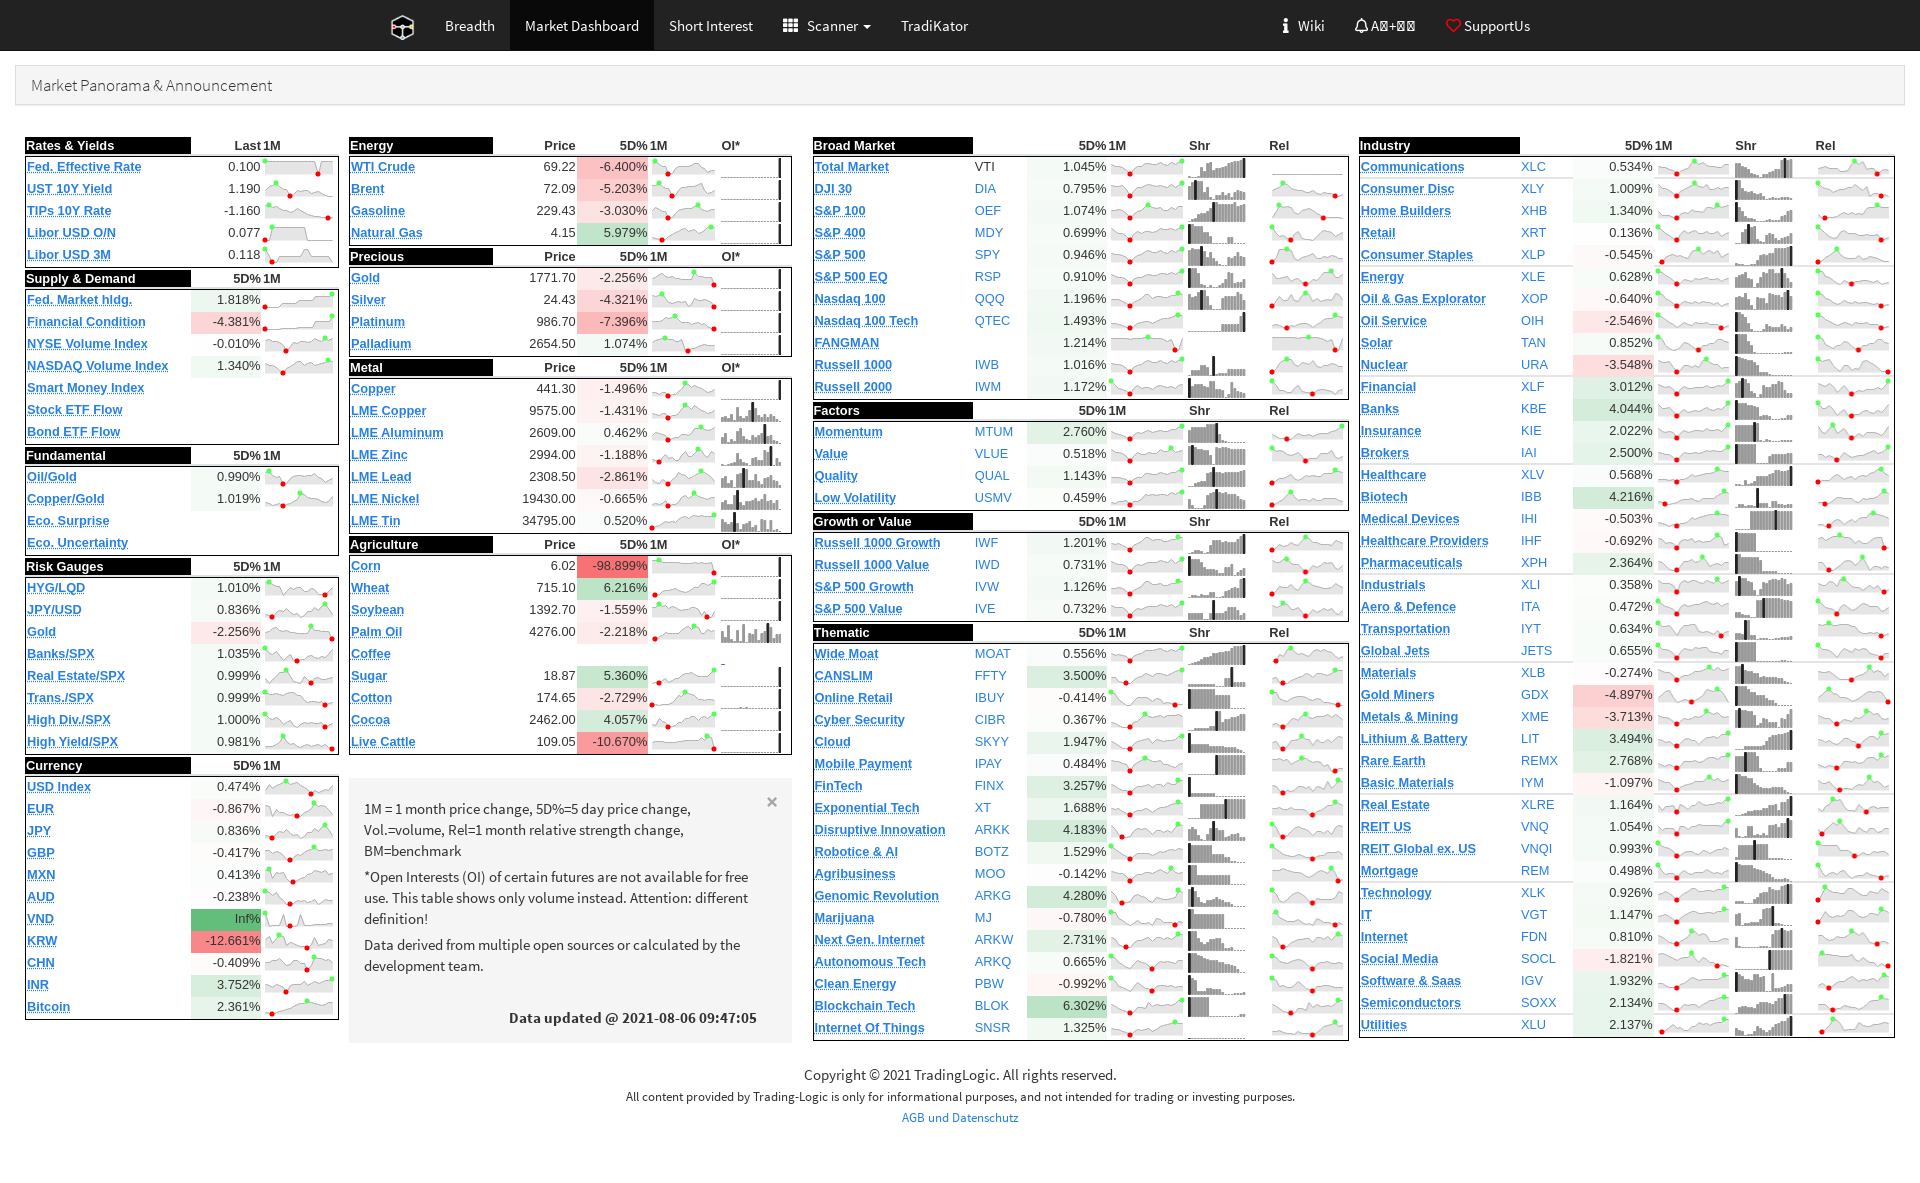 Breadth Market Dashboard Short Interest Scanner TradiKator Wiki SupportUs
Market Panorama & Announcement
Rates & Yields Last 1M
Fed. Effective Rate 0.100
UST 10Y Yield 1.190
TIPs 10Y Rate -1.160
Libor USD O/N 0.077
Libor USD 3M 0.118
Supply & Demand 5D% 1M
Fed. Market hldg. 1.818%
Financial Condition -4.381%
NYSE Volume Index -0.010%
NASDAQ Volume Index 1.340%
Smart Money Index
Stock ETF Flow
Bond ETF Flow
Fundamental 5D% 1M
Oil/Gold 0.990%
Copper/Gold 1.019%
Eco. Surprise
Eco. Uncertainty
Risk Gauges 5D% 1M
HYG/LQD 1.010%
JPY/USD 0.836%
Gold -2.256%
Banks/SPX 1.035%
Real Estate/SPX 0.999%
Trans./SPX 0.999%
High Div./SPX 1.000%
High Yield/SPX 0.981%
Currency 5D% 1M
USD Index 0.474%
EUR -0.867%
JPY 0.836%
GBP -0.417%
MXN 0.413%
AUD -0.238%
VND Inf%
KRW -12.661%
CHN -0.409%
INR 3.752%
Bitcoin 2.361%
Energy Price 5D% 1M OI*
WTI Crude 69.22 -6.400%
Brent 72.09 -5.203%
Gasoline 229.43 -3.030%
Natural Gas 4.15 5.979%
Precious Price 5D% 1M OI*
Gold 1771.70 -2.256%
Silver 24.43 -4.321%
Platinum 986.70 -7.396%
Palladium 2654.50 1.074%
Metal Price 5D% 1M OI*
Copper 441.30 -1.496%
LME Copper 9575.00 -1.431%
LME Aluminum 2609.00 0.462%
LME Zinc 2994.00 -1.188%
LME Lead 2308.50 -2.861%
LME Nickel 19430.00 -0.665%
LME Tin 34795.00 0.520%
Agriculture Price 5D% 1M OI*
Corn 6.02 -98.899%
Wheat 715.10 6.216%
Soybean 1392.70 -1.559%
Palm Oil 4276.00 -2.218%
Coffee -
Sugar 18.87 5.360%
Cotton 174.65 -2.729%
Cocoa 2462.00 4.057%
Live Cattle 109.05 -10.670%
×
1M = 1 month price change, 5D%=5 day price change,
Vol.=volume, Rel=1 month relative strength change,
BM=benchmark
*Open Interests (OI) of certain futures are not available for free
use. This table shows only volume instead. Attention: different
definition!
Data derived from multiple open sources or calculated by the
development team.
Data updated @ 2021-08-06 09:47:05
Broad Market 5D% 1M Shr Rel
Total Market VTI 1.045%
DJI 30 DIA 0.795%
S&P 100 OEF 1.074%
S&P 400 MDY 0.699%
S&P 500 SPY 0.946%
S&P 500 EQ RSP 0.910%
Nasdaq 100 QQQ 1.196%
Nasdaq 100 Tech QTEC 1.493%
FANGMAN 1.214%
Russell 1000 IWB 1.016%
Russell 2000 IWM 1.172%
Factors 5D% 1M Shr Rel
Momentum MTUM 2.760%
Value VLUE 0.518%
Quality QUAL 1.143%
Low Volatility USMV 0.459%
Growth or Value 5D% 1M Shr Rel
Russell 1000 Growth IWF 1.201%
Russell 1000 Value IWD 0.731%
S&P 500 Growth IVW 1.126%
S&P 500 Value IVE 0.732%
Thematic 5D% 1M Shr Rel
Wide Moat MOAT 0.556%
CANSLIM FFTY 3.500%
Online Retail IBUY -0.414%
Cyber Security CIBR 0.367%
Cloud SKYY 1.947%
Mobile Payment IPAY 0.484%
FinTech FINX 3.257%
Exponential Tech XT 1.688%
Disruptive Innovation ARKK 4.183%
Robotice & AI BOTZ 1.529%
Agribusiness MOO -0.142%
Genomic Revolution ARKG 4.280%
Marijuana MJ -0.780%
Next Gen. Internet ARKW 2.731%
Autonomous Tech ARKQ 0.665%
Clean Energy PBW -0.992%
Blockchain Tech BLOK 6.302%
Internet Of Things SNSR 1.325%
Industry 5D% 1M Shr Rel
Communications XLC 0.534%
Consumer Disc XLY 1.009%
Home Builders XHB 1.340%
Retail XRT 0.136%
Consumer Staples XLP -0.545%
Energy XLE 0.628%
Oil & Gas Explorator XOP -0.640%
Oil Service OIH -2.546%
Solar TAN 0.852%
Nuclear URA -3.548%
Financial XLF 3.012%
Banks KBE 4.044%
Insurance KIE 2.022%
Brokers IAI 2.500%
Healthcare XLV 0.568%
Biotech IBB 4.216%
Medical Devices IHI -0.503%
Healthcare Providers IHF -0.692%
Pharmaceuticals XPH 2.364%
Industrials XLI 0.358%
Aero & Defence ITA 0.472%
Transportation IYT 0.634%
Global Jets JETS 0.655%
Materials XLB -0.274%
Gold Miners GDX -4.897%
Metals & Mining XME -3.713%
Lithium & Battery LIT 3.494%
Rare Earth REMX 2.768%
Basic Materials IYM -1.097%
Real Estate XLRE 1.164%
REIT US VNQ 1.054%
REIT Global ex. US VNQI 0.993%
Mortgage REM 0.498%
Technology XLK 0.926%
IT VGT 1.147%
Internet FDN 0.810%
Social Media SOCL -1.821%
Software & Saas IGV 1.932%
Semiconductors SOXX 2.134%
Utilities XLU 2.137%
Copyright © 2021 TradingLogic. All rights reserved.
All content provided by Trading-Logic is only for informational purposes, and not intended for trading or investing purposes.
AGB und Datenschutz